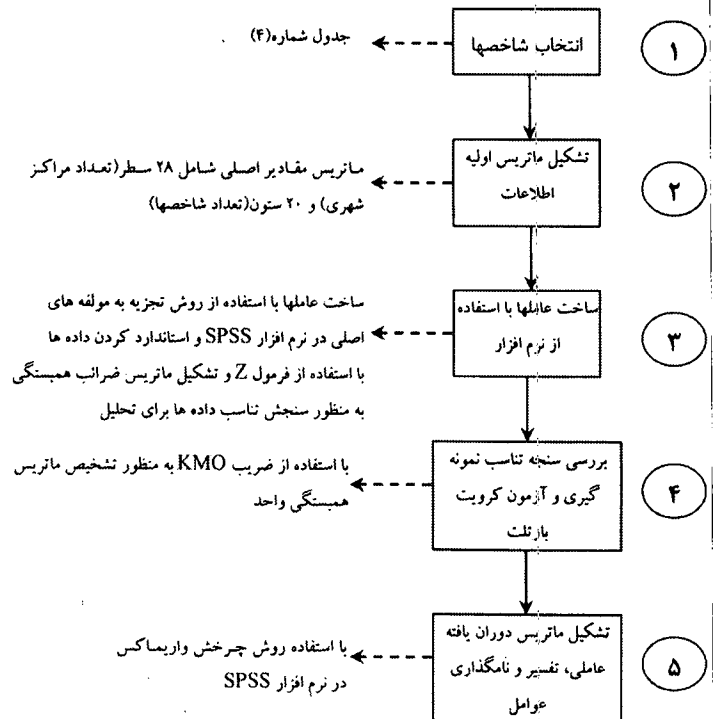 ۱
انتخاب شاخصها
جدول شماره(۴)
۲
تشکیل ماتریس اولیه
اطلاعات
ماتریس مقادیر اصلی شامل ۲۸ سطر(تعداد مراکز
شهری) و ۲۰ ستون(تعداد شاخصها)
۳
ساخت عاملها با استفاده
از نرم افزار
ساخت عاملها با استفاده از روش تجزیه به مولفه های
اصلی در نرم افزار SPSS و استاندارد کردن داده ها
با استفاده از فرمول Z و تشکیل ماتریس ضرائب همبستگی
به منظور سنجش تناسب داده ها برای تحلیل
۴
بررسی سنجه تناسب نمونه
گیری و آزمون کرویت
بارتلت
با استفاده از ضریب KMO به منظور تشخیص ماتریس
همبستگی واحد
۵
تشکیل ماتریس دوران یافته
عاملی، تفسیر و نامگذاری
عوامل
با استفاده روش چرخش واریماکس
در نرم افزار SPSS